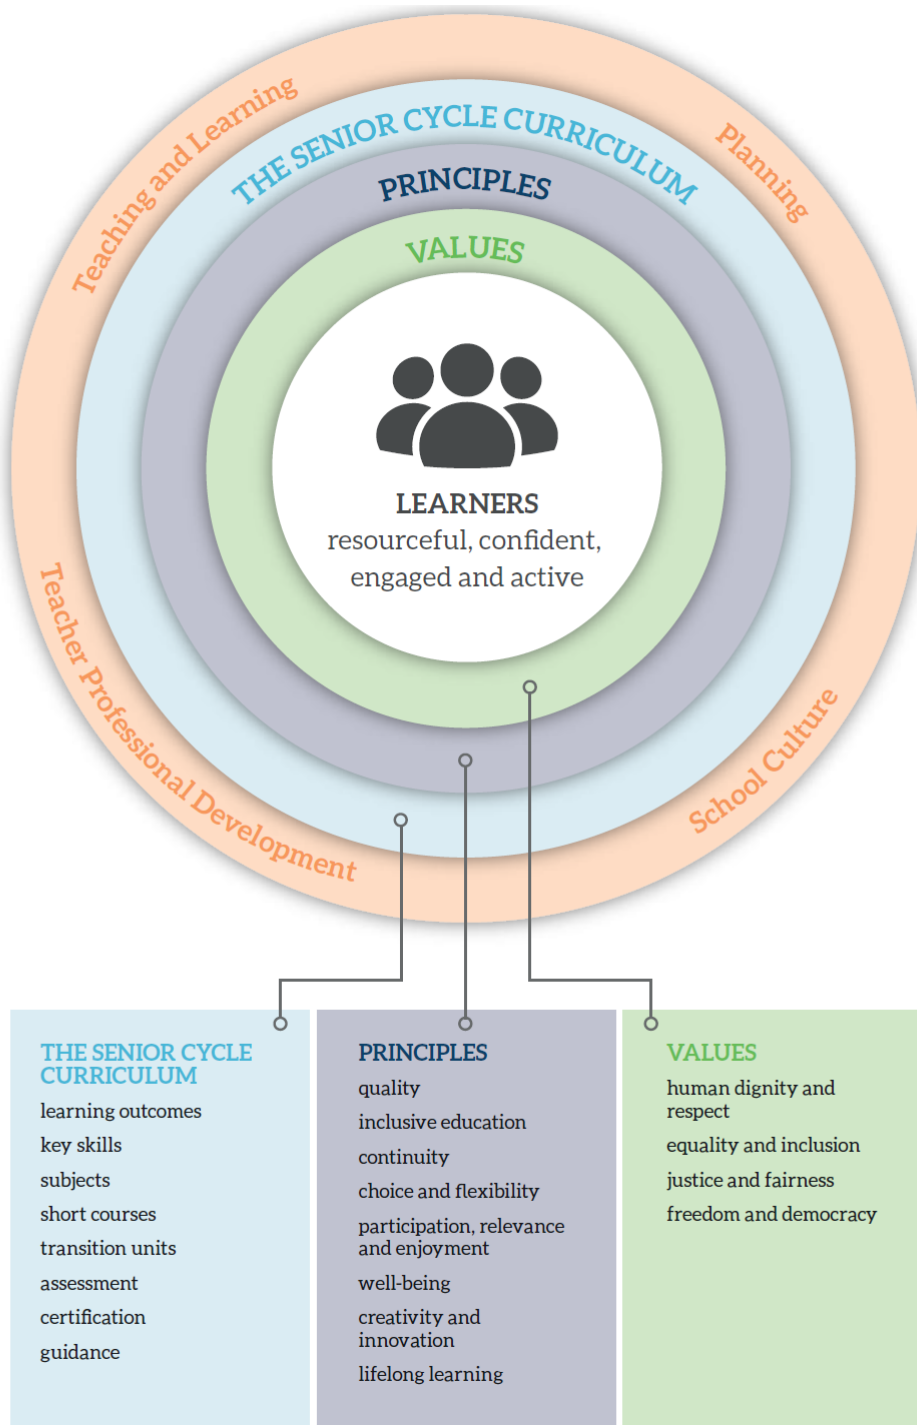 Teaching and Learning
Planning
THE SENIOR CYCLE CURRICULUM
PRINCIPLES
VALUES
LEARNERS
resourceful, confident,
engaged and active
Teacher Professional Development
School Culture
THE SENIOR CYCLE
CURRICULUM
learning outcomes
key skills
subjects
short courses
transition units
assessment
certification
guidance
PRINCIPLES
quality
inclusive education
continuity
choice and flexibility
participation, relevance
and enjoyment
well-being
creativity and
innovation
lifelong learning
VALUES
human dignity and
respect
equality and inclusion
justice and fairness
freedom and democracy